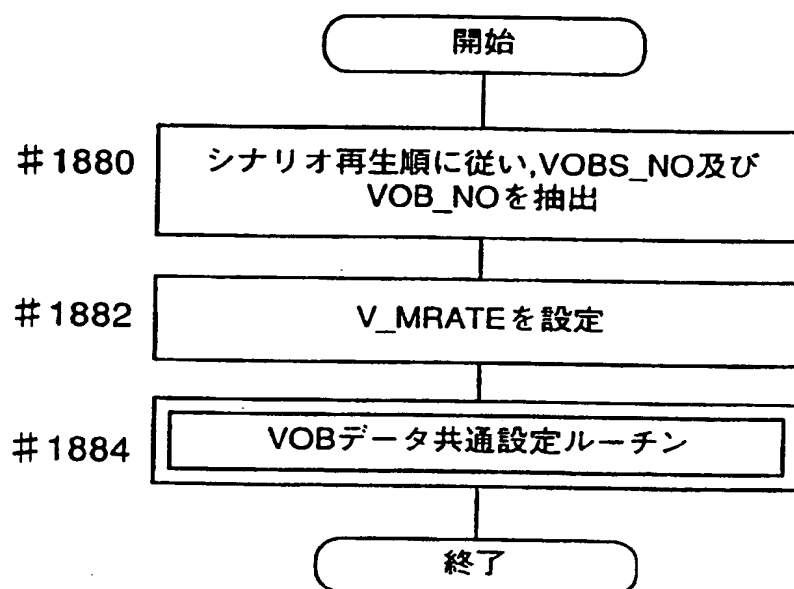 開始
#1880
シナリオ再生順に従い,VOBS_NO及び
VOB_NOを抽出
#1882
V_MRATEを設定
#1884
VOBデータ共通設定ルーチン
終了